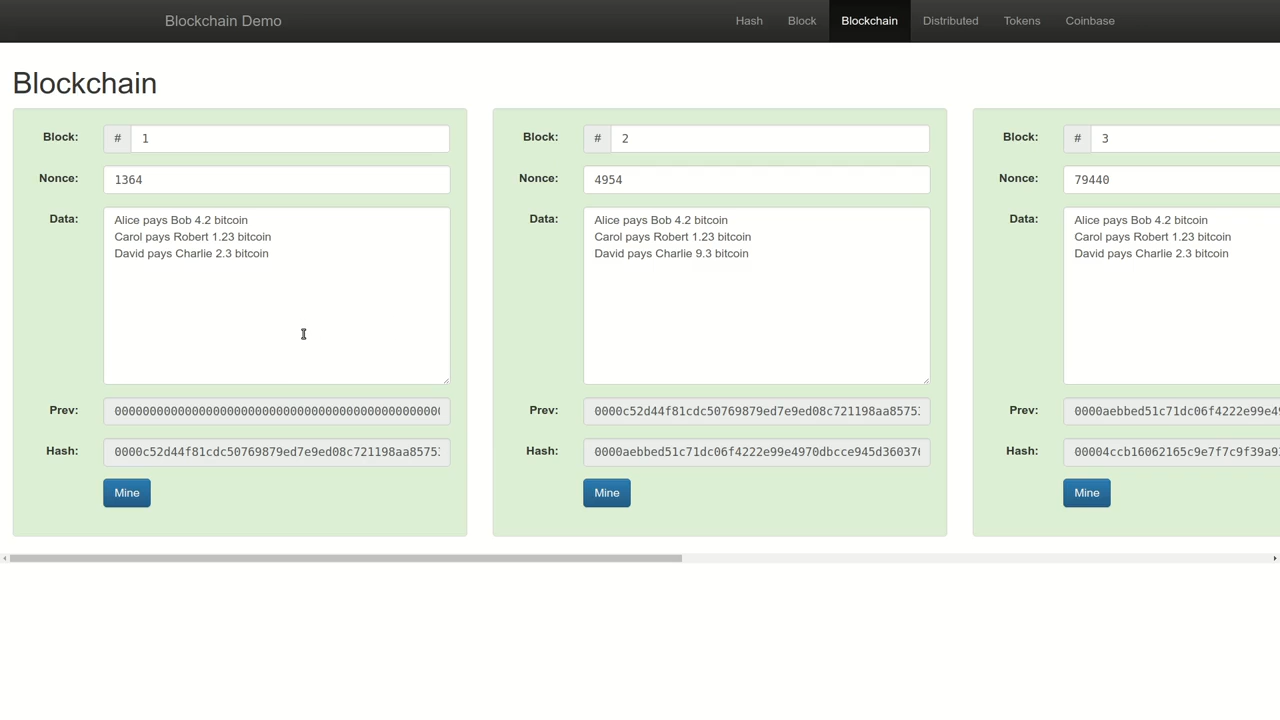 Blockchain Demo
Hash Block Blockchain Distributed Tokens Coinbase
Blockchain
Block: # 1
Nonce: 1364
Data: Alice pays Bob 4.2 bitcoin
Carol pays Robert 1.23 bitcoin
David pays Charlie 2.3 bitcoin
Prev: 
Hash: 0000c52d44f81cdc50769879ed7e9ed08c721198aa8575
Mine
Block: # 2
Nonce: 4954
Data: Alice pays Bob 4.2 bitcoin
Carol pays Robert 1.23 bitcoin
David pays Charlie 9.3 bitcoin
Prev: 0000c52d44f81cdc50769879ed7e9ed08c721198aa8575
Hash: 0000aebbed51c71dc06f4222e99e4970dbcce945d36037
Mine
Block: # 3
Nonce: 79440
Data: Alice pays Bob 4.2 bitcoin
Carol pays Robert 1.23 bitcoin
David pays Charlie 2.3 bitcoin
Prev: 0000aebbed51c71dc06f4222e99e4
Hash: 00004ccb16062165c9e7f7c9f39a9
Mine